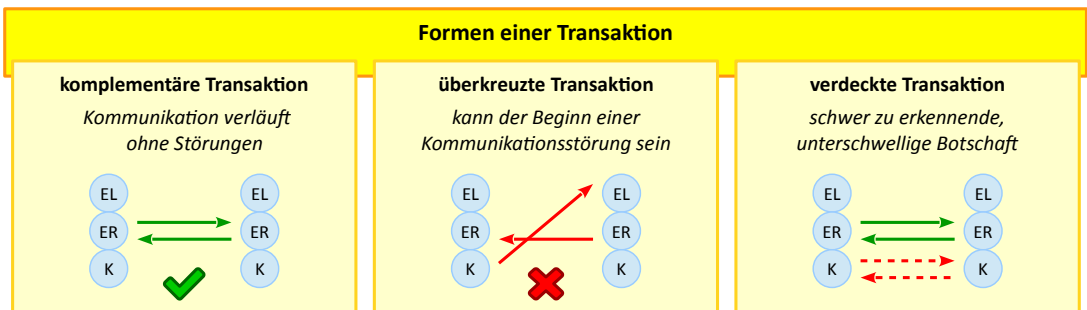 Formen einer Transaktion
komplementäre Transaktion
Kommunikation verläuft
ohne Störungen
EL EL
ER ER
K K
überkreuzte Transaktion
kann der Beginn einer
Kommunikationsstörung sein
EL EL
ER ER
K K
verdeckte Transaktion
schwer zu erkennende,
unterschwellige Botschaft
EL EL
ER ER
K K